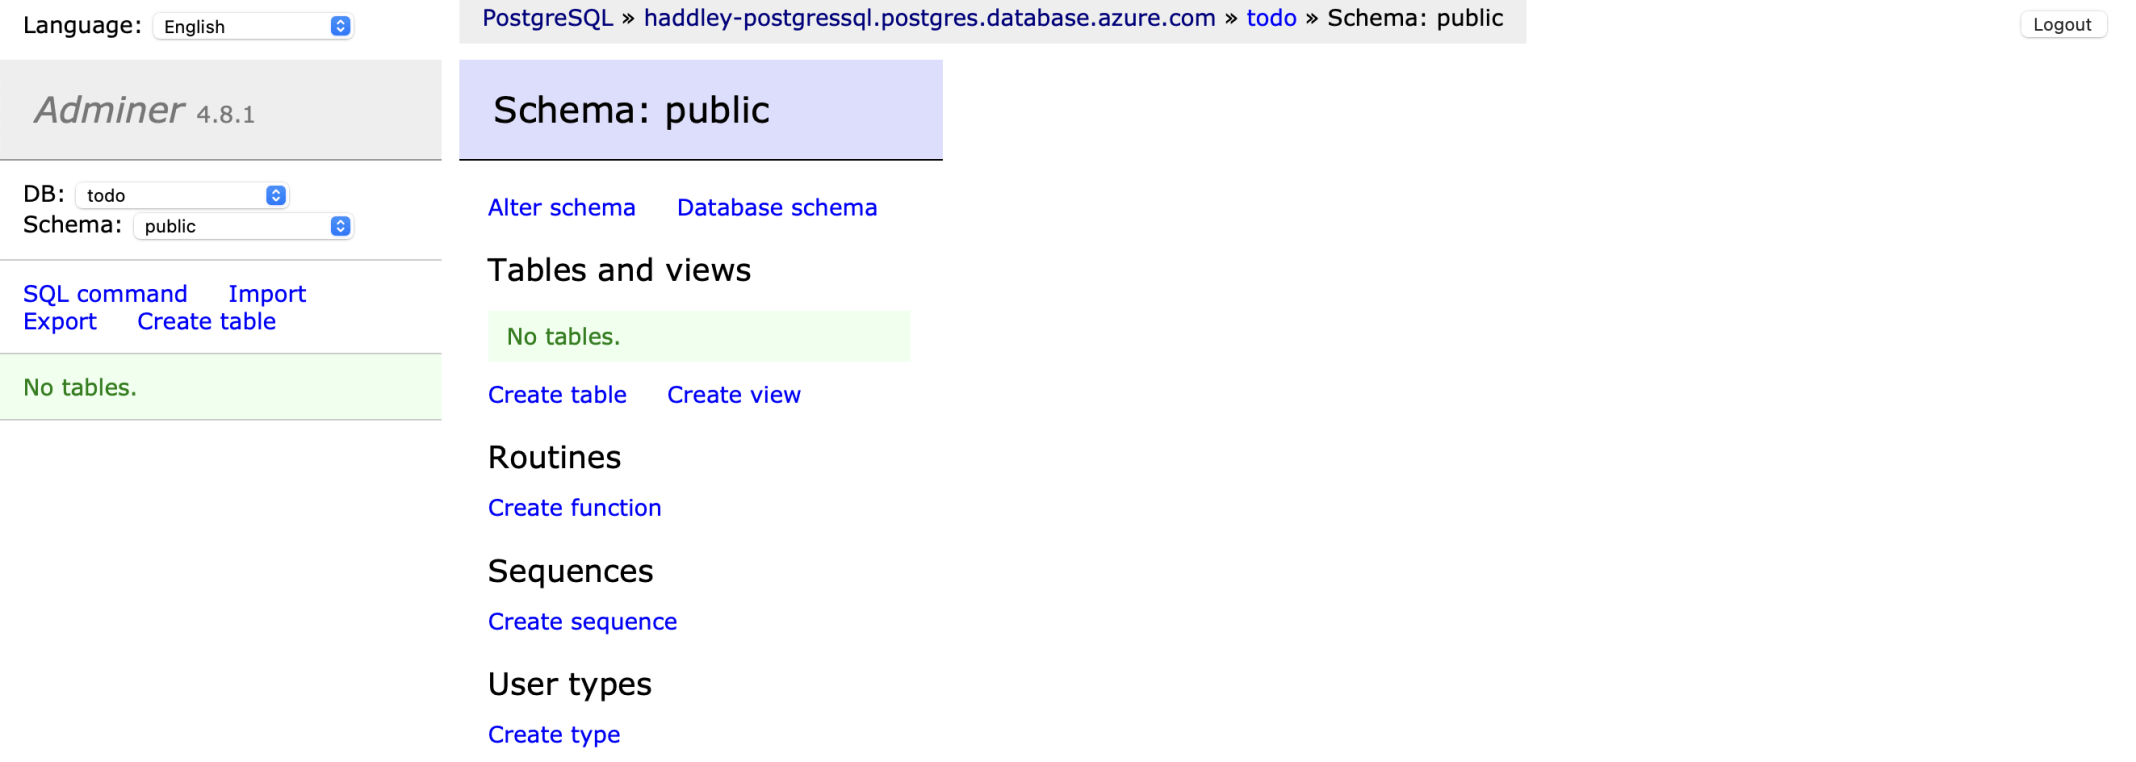 Language: English
PostgreSQL » haddley-postgressql.postgres.database.azure.com » todo » Schema: public
Logout
Adminer 4.8.1
DB: todo
Schema: public
SQL command Import
Export Create table
No tables.
Schema: public
Alter schema Database schema
Tables and views
No tables.
Create table Create view
Routines
Create function
Sequences
Create sequence
User types
Create type